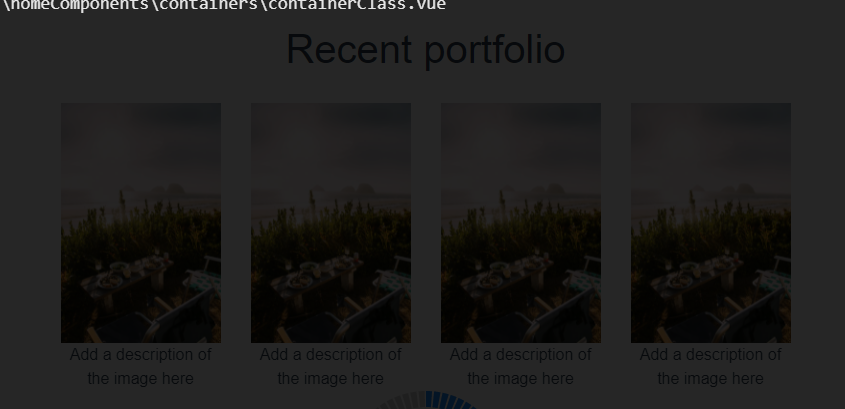 \homeComponents\containers\containerClass.vue
Recent portfolio
Add a description of
the image here
Add a description of
the image here
Add a description of
the image here
Add a description of
the image here